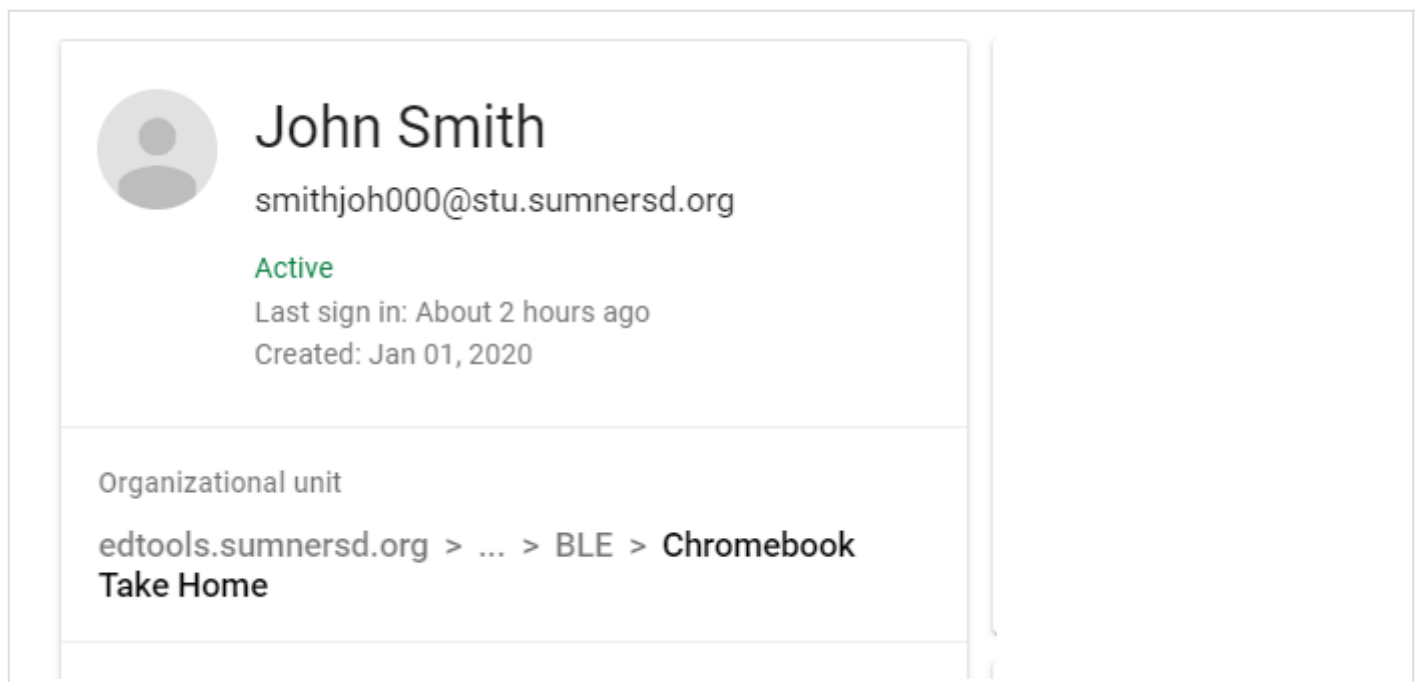 John Smith
smithjoh000@stu.sumnersd.org
Active
Last sign in: About 2 hours ago
Created: Jan 01, 2020
Organizational unit
edtools.sumnersd.org > ... > BLE > Chromebook
Take Home